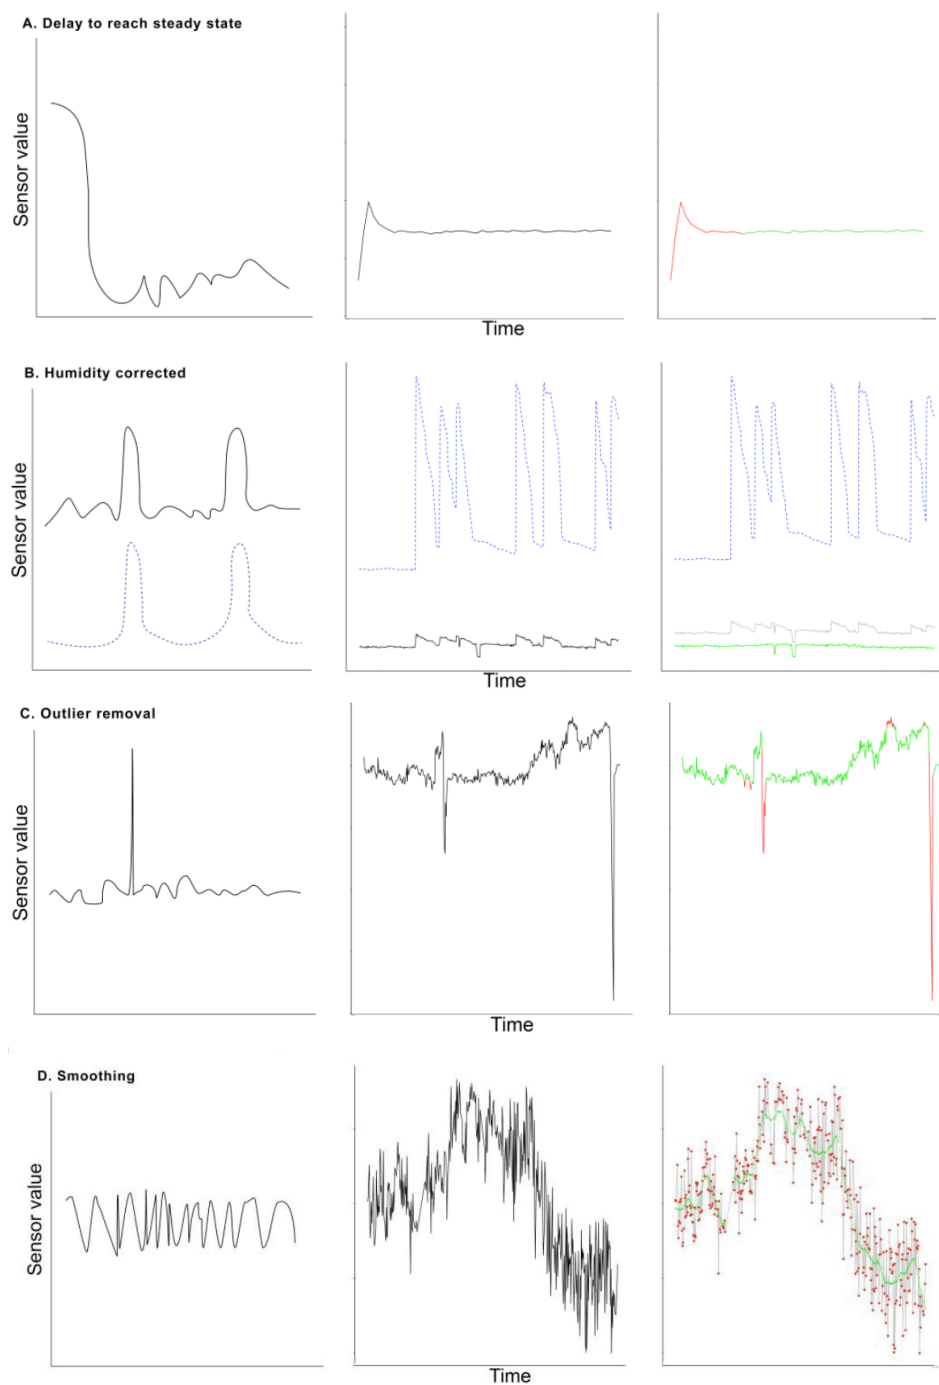 A. Delay to reach steady state
Sensor value
Time
B. Humidity corrected
Sensor value
Time
C. Outlier removal
Sensor value
Time
D. Smoothing
Sensor value
Time